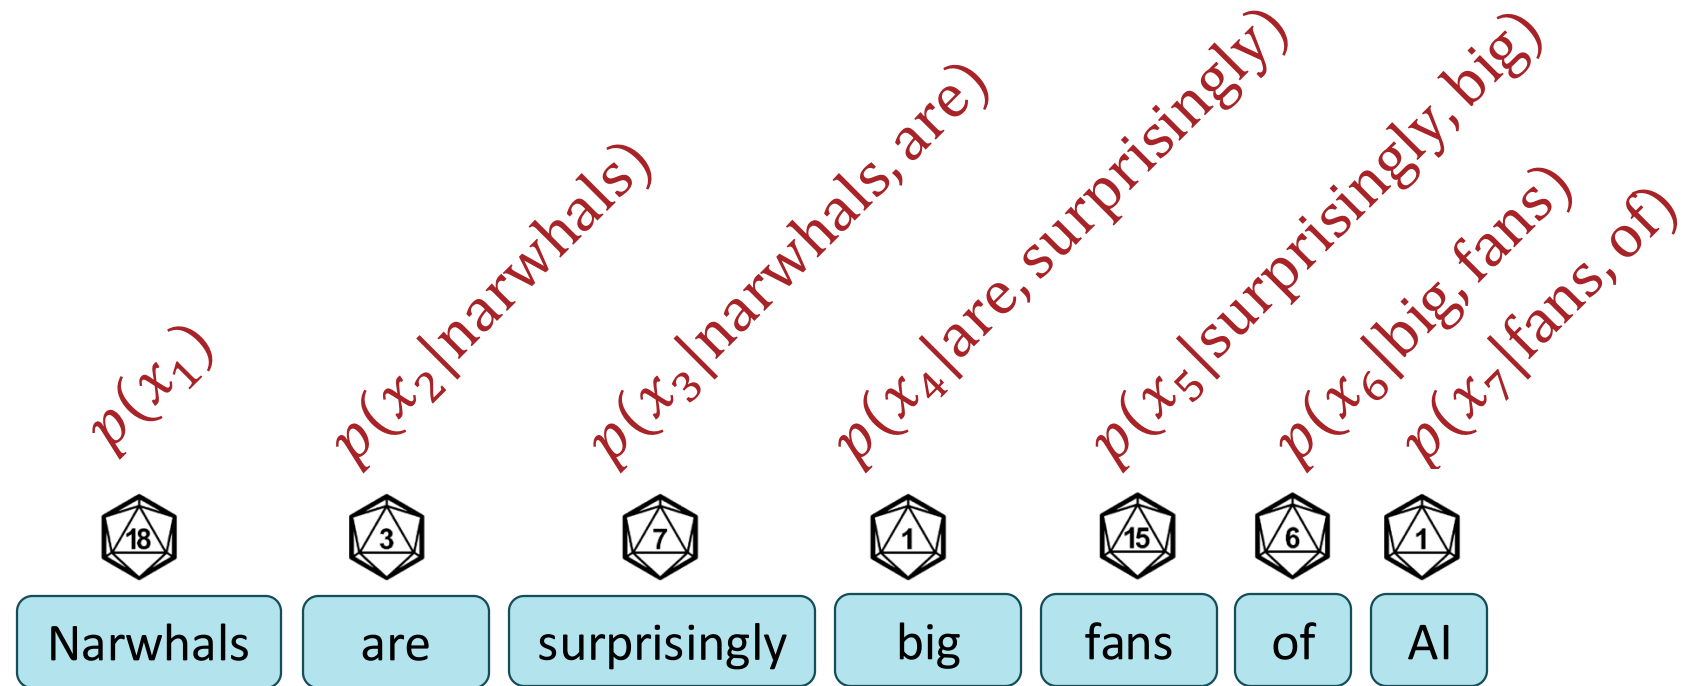 p(x₁)
p(x₂|narwhals)
p(x₃|narwhals, are)
p(x₄|are, surprisingly)
p(x₅|surprisingly, big)
p(x₆|big, fans)
p(x₇|fans, of)
18 3 7 1 15 6 1
Narwhals are surprisingly big fans of AI